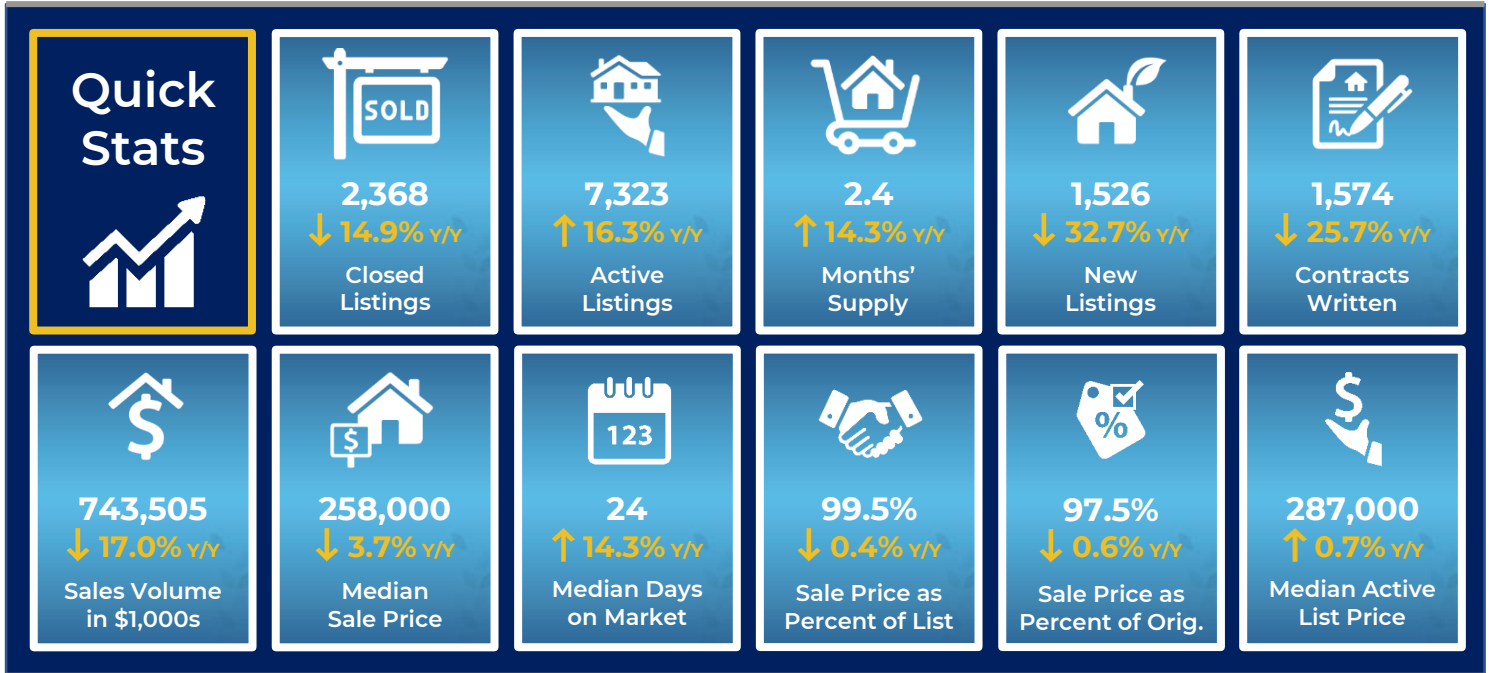 Quick
Stats
SOLD
2,368
↓ 14.9% Y/Y
Closed
Listings
7,323
↑ 16.3% Y/Y
Active
Listings
2.4
↑ 14.3% Y/Y
Months'
Supply
1,526
↓ 32.7% Y/Y
New
Listings
1,574
↓ 25.7% Y/Y
Contracts
Written
$
743,505
↓ 17.0% Y/Y
Sales Volume
in $1,000s
$
258,000
↓ 3.7% Y/Y
Median
Sale Price
123
24
↑ 14.3% Y/Y
Median Days
on Market
99.5%
↓ 0.4% Y/Y
Sale Price as
Percent of List
%
97.5%
↓ 0.6% Y/Y
Sale Price as
Percent of Orig.
$
287,000
↑ 0.7% Y/Y
Median Active
List Price